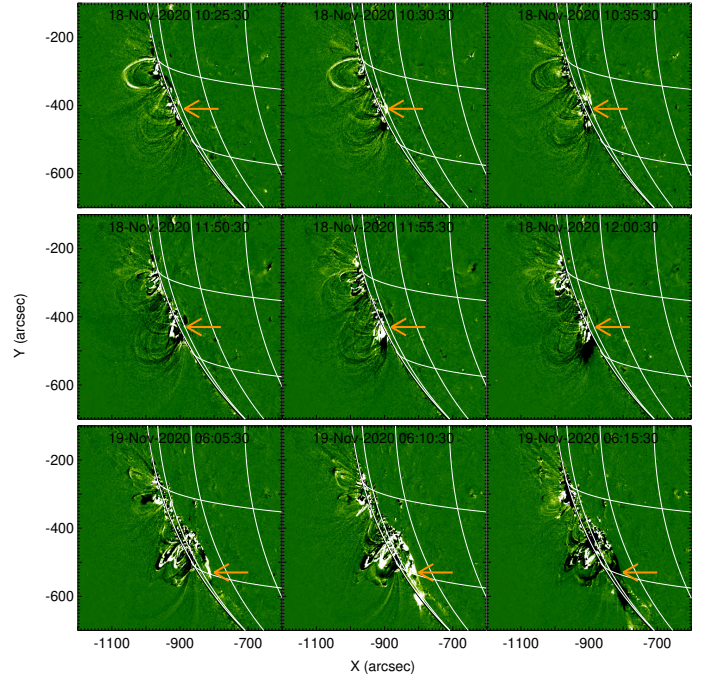 18-Nov-2020 10:25:30 18-Nov-2020 10:30:30 18-Nov-2020 10:35:30
-200
-400
-600
18-Nov-2020 11:50:30 18-Nov-2020 11:55:30 18-Nov-2020 12:00:30
-200
-400
-600
Y (arcsec)
19-Nov-2020 06:05:30 19-Nov-2020 06:10:30 19-Nov-2020 06:15:30
-200
-400
-600
-1100 -900 -700 -1100 -900 -700 -1100 -900 -700
X (arcsec)